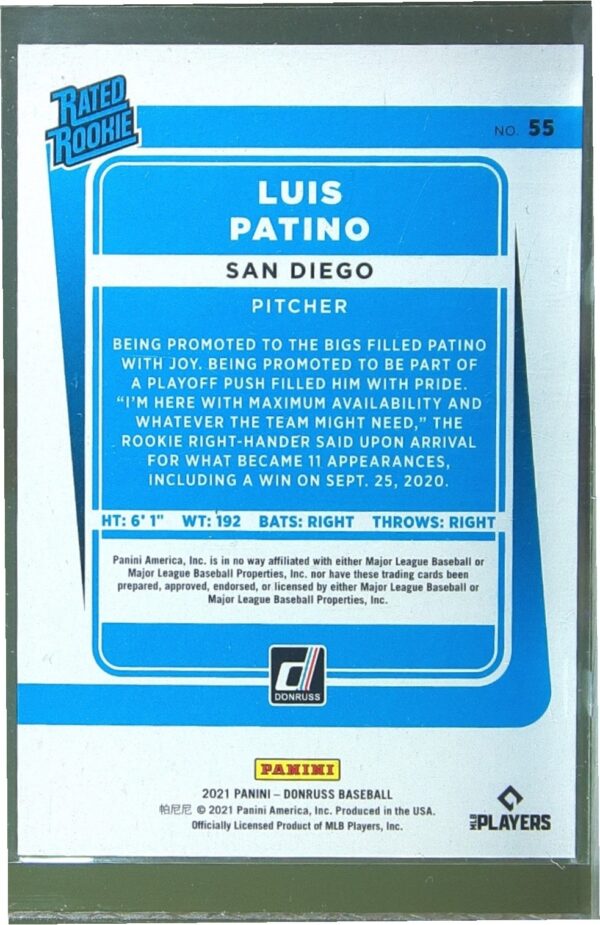 RATED
ROOKIE
NO. 55
LUIS
PATINO
SAN DIEGO
PITCHER
BEING PROMOTED TO THE BIGS FILLED PATINO
WITH JOY. BEING PROMOTED TO BE PART OF
A PLAYOFF PUSH FILLED HIM WITH PRIDE.
“I’M HERE WITH MAXIMUM AVAILABILITY AND
WHATEVER THE TEAM MIGHT NEED,” THE
ROOKIE RIGHT-HANDER SAID UPON ARRIVAL
FOR WHAT BECAME 11 APPEARANCES,
INCLUDING A WIN ON SEPT. 25, 2020.
HT: 6' 1" WT: 192 BATS: RIGHT THROWS: RIGHT
Panini America, Inc. is in no way affiliated with either Major League Baseball or
Major League Baseball Properties, Inc. nor have these trading cards been
prepared, approved, endorsed, or licensed by either Major League Baseball or
Major League Baseball Properties, Inc.
DONRUSS
PANINI
2021 PANINI – DONRUSS BASEBALL
帕尼尼 © 2021 Panini America, Inc. Produced in the USA.
Officially Licensed Product of MLB Players, Inc.
MLB PLAYERS